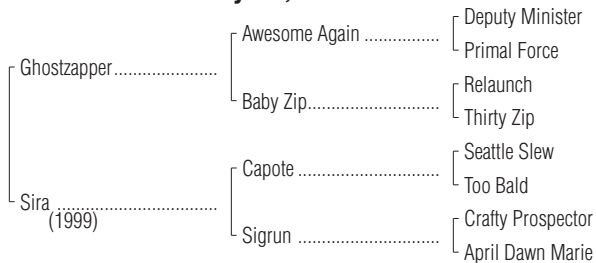 Deputy Minister
Awesome Again ................
Primal Force
Ghostzapper......................
Relaunch
Baby Zip............................
Thirty Zip
Seattle Slew
Capote ..............................
Too Bald
Sira ..................................
(1999)
Crafty Prospector
Sigrun ..............................
April Dawn Marie